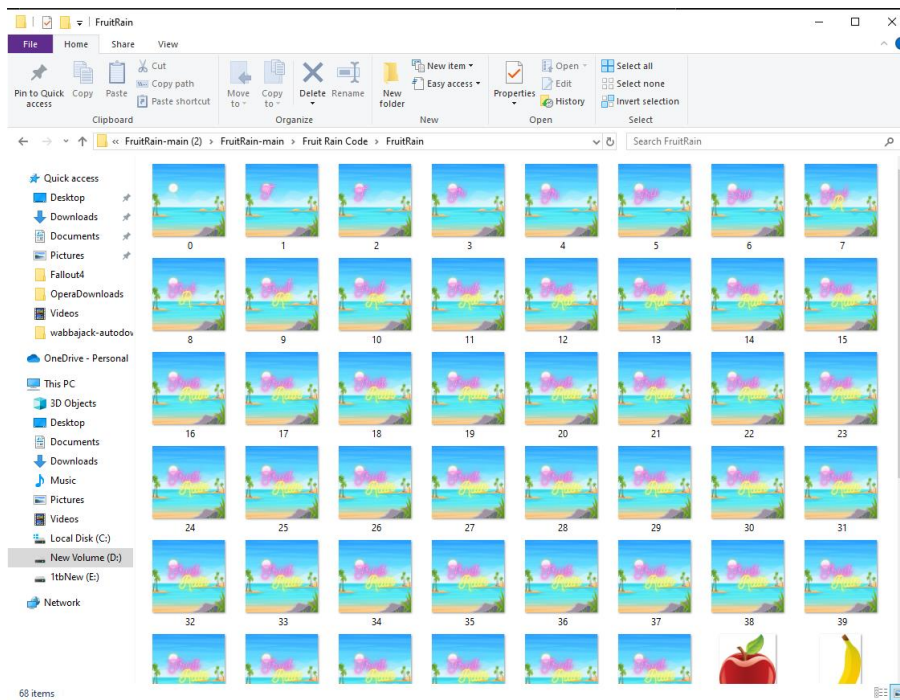 FruitRain
File Home Share View
Pin to Quick access
Copy
Paste
Cut
Copy path
Paste shortcut
Clipboard
Move to
Copy to
Delete
Rename
Organize
New folder
New item
Easy access
New
Properties
Open
Edit
History
Open
Select all
Select none
Invert selection
Select
« FruitRain-main (2) › FruitRain-main › Fruit Rain Code › FruitRain
Search FruitRain
Quick access
Desktop
Downloads
Documents
Pictures
Fallout4
OperaDownloads
Videos
wabbajack-autodov
OneDrive - Personal
This PC
3D Objects
Desktop
Documents
Downloads
Music
Pictures
Videos
Local Disk (C:)
New Volume (D:)
1tbNew (E:)
Network
0 1 2 3 4 5 6 7
8 9 10 11 12 13 14 15
16 17 18 19 20 21 22 23
24 25 26 27 28 29 30 31
32 33 34 35 36 37 38 39
68 items